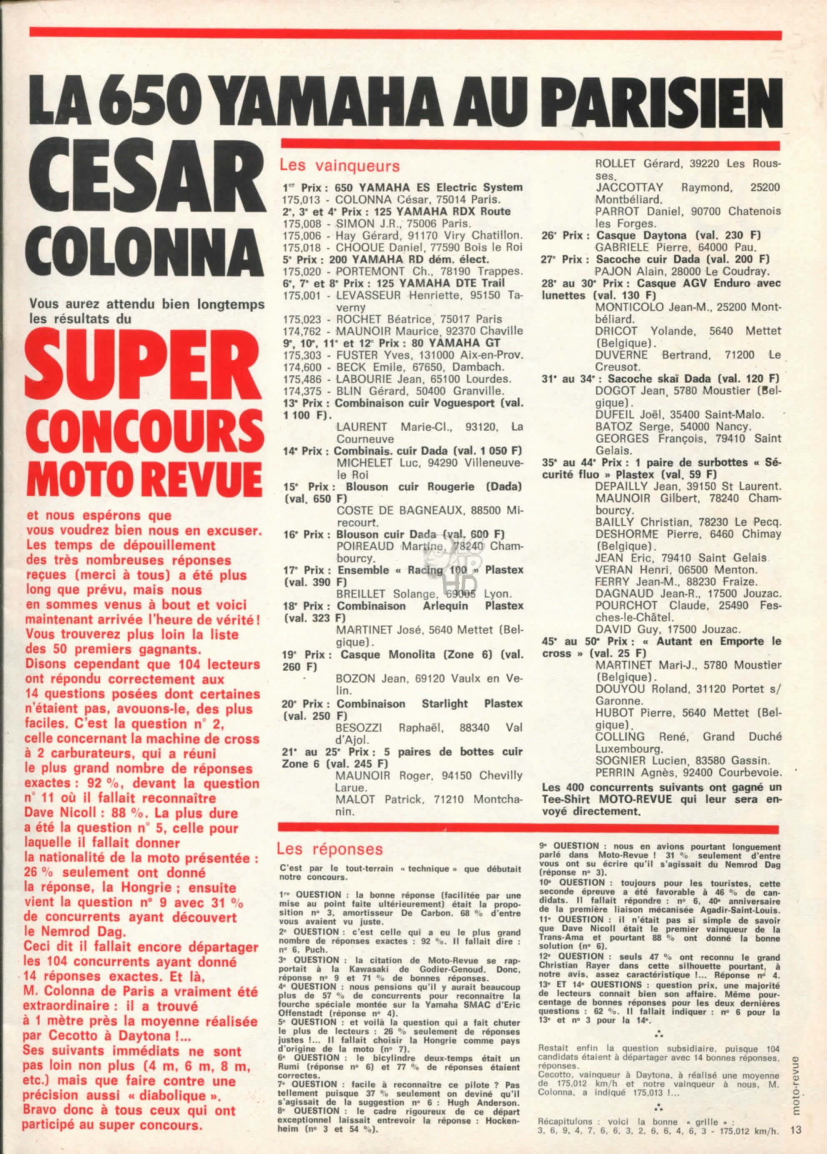 LA 650 YAMAHA AU PARISIEN
CESAR
COLONNA
Vous aurez attendu bien longtemps
les résultats du
SUPER
CONCOURS
MOTO REVUE
et nous espérons que
vous voudrez bien nous en excuser.
Les temps de dépouillement
des très nombreuses réponses
reçues (merci à tous) a été plus
long que prévu, mais nous
en sommes venus à bout et voici
maintenant arrivée l'heure de vérité !
Vous trouverez plus loin la liste
des 50 premiers gagnants.
Disons cependant que 104 lecteurs
ont répondu correctement aux
14 questions posées dont certaines
n'étaient pas, avouons-le, des plus
faciles. C'est la question n° 2,
celle concernant la machine de cross
à 2 carburateurs, qui a réuni
le plus grand nombre de réponses
exactes : 92 %, devant la question
n° 11 où il fallait reconnaître
Dave Nicoll : 88 %. La plus dure
a été la question n° 5, celle pour
laquelle il fallait donner
la nationalité de la moto présentée :
26 % seulement ont donné
la réponse, la Hongrie ; ensuite
vient la question n° 9 avec 31 %
de concurrents ayant découvert
le Nemrod Dag.
Ceci dit il fallait encore départager
les 104 concurrents ayant donné
14 réponses exactes. Et là,
M. Colonna de Paris a vraiment été
extraordinaire : il a trouvé
à 1 mètre près la moyenne réalisée
par Cecotto à Daytona !...
Ses suivants immédiats ne sont
pas loin non plus (4 m, 6 m, 8 m,
etc.) mais que faire contre une
précision aussi « diabolique ».
Bravo donc à tous ceux qui ont
participé au super concours.
Les vainqueurs
1er Prix : 650 YAMAHA ES Electric System
175,013 - COLONNA César, 75014 Paris.
2e, 3e et 4e Prix : 125 YAMAHA RDX Route
175,008 - SIMON J.R., 75006 Paris.
175,006 - Hay Gérard, 91170 Viry Chatillon.
175,018 - CHOQUE Daniel, 77590 Bois le Roi
5e Prix : 200 YAMAHA RD dém. élect.
175,020 - PORTEMONT Ch., 78190 Trappes.
6e, 7e et 8e Prix : 125 YAMAHA DTE Trail
175,001 - LEVASSEUR Henriette, 95150 Ta-
verny
175,023 - ROCHET Béatrice, 75017 Paris
174,762 - MAUNOIR Maurice, 92370 Chaville
9e, 10e, 11e et 12e Prix : 80 YAMAHA GT
175,303 - FUSTER Yves, 131000 Aix-en-Prov.
174,600 - BECK Emile, 67650, Dambach.
175,486 - LABOURIE Jean, 65100 Lourdes.
174,375 - BLIN Gérard, 50400 Granville.
13e Prix : Combinaison cuir Voguesport (val.
1 100 F).
LAURENT Marie-Cl., 93120, La
Courneuve
14e Prix : Combinais. cuir Dada (val. 1 050 F)
MICHELET Luc, 94290 Villeneuve-
le Roi
15e Prix : Blouson cuir Rougerie (Dada)
(val. 650 F)
COSTE DE BAGNEAUX, 88500 Mi-
recourt.
16e Prix : Blouson cuir Dada (val. 600 F)
POIREAUD Martine, 78240 Cham-
bourcy.
17e Prix : Ensemble « Racing 100 » Plastex
(val. 390 F)
BREILLET Solange, 69005 Lyon.
18e Prix : Combinaison Arlequin Plastex
(val. 323 F)
MARTINET José, 5640 Mettet (Bel-
gique).
19e Prix : Casque Monolita (Zone 6) (val.
260 F)
BOZON Jean, 69120 Vaulx en Ve-
lin.
20e Prix : Combinaison Starlight Plastex
(val. 250 F)
BESOZZI Raphaël, 88340 Val
d'Ajol.
21e au 25e Prix : 5 paires de bottes cuir
Zone 6 (val. 245 F)
MAUNOIR Roger, 94150 Chevilly
Larue.
MALOT Patrick, 71210 Montcha-
nin.
ROLLET Gérard, 39220 Les Rous-
ses.
JACCOTTAY Raymond, 25200
Montbéliard.
PARROT Daniel, 90700 Chatenois
les Forges.
26e Prix : Casque Daytona (val. 230 F)
GABRIELE Pierre, 64000 Pau.
27e Prix : Sacoche cuir Dada (val. 200 F)
PAJON Alain, 28000 Le Coudray.
28e au 30e Prix : Casque AGV Enduro avec
lunettes (val. 130 F)
MONTICOLO Jean-M., 25200 Mont-
béliard.
DRICOT Yolande, 5640 Mettet
(Belgique).
DUVERNE Bertrand, 71200 Le
Creusot.
31e au 34e : Sacoche skaï Dada (val. 120 F)
DOGOT Jean, 5780 Moustier (Bel-
gique).
DUFEIL Joël, 35400 Saint-Malo.
BATOZ Serge, 54000 Nancy.
GEORGES François, 79410 Saint
Gelais.
35e au 44e Prix : 1 paire de surbottes « Sé-
curité fluo » Plastex (val. 59 F)
DEPAILLY Jean, 39150 St Laurent.
MAUNOIR Gilbert, 78240 Cham-
bourcy.
BAILLY Christian, 78230 Le Pecq.
DESHORME Pierre, 6460 Chimay
(Belgique).
JEAN Eric, 79410 Saint Gelais
VERAN Henri, 06500 Menton.
FERRY Jean-M., 88230 Fraize.
DAGNAUD Jean-R., 17500 Jouzac.
POURCHOT Claude, 25490 Fes-
ches-le-Châtel.
DAVID Guy, 17500 Jouzac.
45e au 50e Prix : « Autant en Emporte le
cross » (val. 25 F)
MARTINET Mari-J., 5780 Moustier
(Belgique).
DOUYOU Roland, 31120 Portet s/
Garonne.
HUBOT Pierre, 5640 Mettet (Bel-
gique).
COLLING René, Grand Duché
Luxembourg.
SOGNIER Lucien, 83580 Gassin.
PERRIN Agnès, 92400 Courbevoie.
Les 400 concurrents suivants ont gagné un
Tee-Shirt MOTO-REVUE qui leur sera en-
voyé directement.
Les réponses
C'est par le tout-terrain « technique » que débutait
notre concours.
1re QUESTION : la bonne réponse (facilitée par une
mise au point faite ultérieurement) était la propo-
sition n° 3, amortisseur De Carbon. 68 % d'entre
vous avaient vu juste.
2e QUESTION : c'est celle qui a eu le plus grand
nombre de réponses exactes : 92 %. Il fallait dire :
n° 6, Puch.
3e QUESTION : la citation de Moto-Revue se rap-
portait à la Kawasaki de Godier-Genoud. Donc,
réponse n° 9 et 71 % de bonnes réponses.
4e QUESTION : nous pensions qu'il y aurait beaucoup
plus de 57 % de concurrents pour reconnaître la
fourche spéciale montée sur la Yamaha SMAC d'Eric
Offenstadt (réponse n° 4).
5e QUESTION : et voilà la question qui a fait chuter
le plus de lecteurs : 26 % seulement de réponses
justes !... Il fallait choisir la Hongrie comme pays
d'origine de la moto (n° 7).
6e QUESTION : le bicylindre deux-temps était un
Rumi (réponse n° 6) et 77 % de réponses étaient
correctes.
7e QUESTION : facile à reconnaitre ce pilote ? Pas
tellement puisque 37 % seulement on deviné qu'il
s'agissait de la suggestion n° 6 : Hugh Anderson.
8e QUESTION : le cadre rigoureux de ce départ
exceptionnel laissait entrevoir la réponse : Hocken-
heim (n° 3 et 54 %).
9e QUESTION : nous en avions pourtant longuement
parlé dans Moto-Revue ! 31 % seulement d'entre
vous ont su écrire qu'il s'agissait du Nemrod Dag
(réponse n° 3).
10e QUESTION : toujours pour les touristes, cette
seconde épreuve a été favorable à 46 % de can-
didats. Il fallait répondre : n° 6, 40e anniversaire
de la première liaison mécanisée Agadir-Saint-Louis.
11e QUESTION : il n'était pas si simple de savoir
que Dave Nicoll était le premier vainqueur de la
Trans-Ama et pourtant 88 % ont donné la bonne
solution (n° 6).
12e QUESTION : seuls 47 % ont reconnu le grand
Christian Rayer dans cette silhouette pourtant, à
notre avis, assez caractéristique !... Réponse n° 4.
13e ET 14e QUESTIONS : question prix, une majorité
de lecteurs connait bien son affaire. Même pour-
centage de bonnes réponses pour les deux dernières
questions : 62 %. Il fallait indiquer : n° 6 pour la
13e et n° 3 pour la 14e.
Restait enfin la question subsidiaire, puisque 104
candidats étaient à départager avec 14 bonnes réponses.
réponses.
Cecotto, vainqueur à Daytona, à réalisé une moyenne
de 175,012 km/h et notre vainqueur à nous, M.
Colonna, a indiqué 175,013 !...
Récapitulons : voici la bonne « grille » :
3, 6, 9, 4, 7, 6, 6, 3, 2, 6, 6, 4, 6, 3 - 175,012 km/h.
moto-revue
13